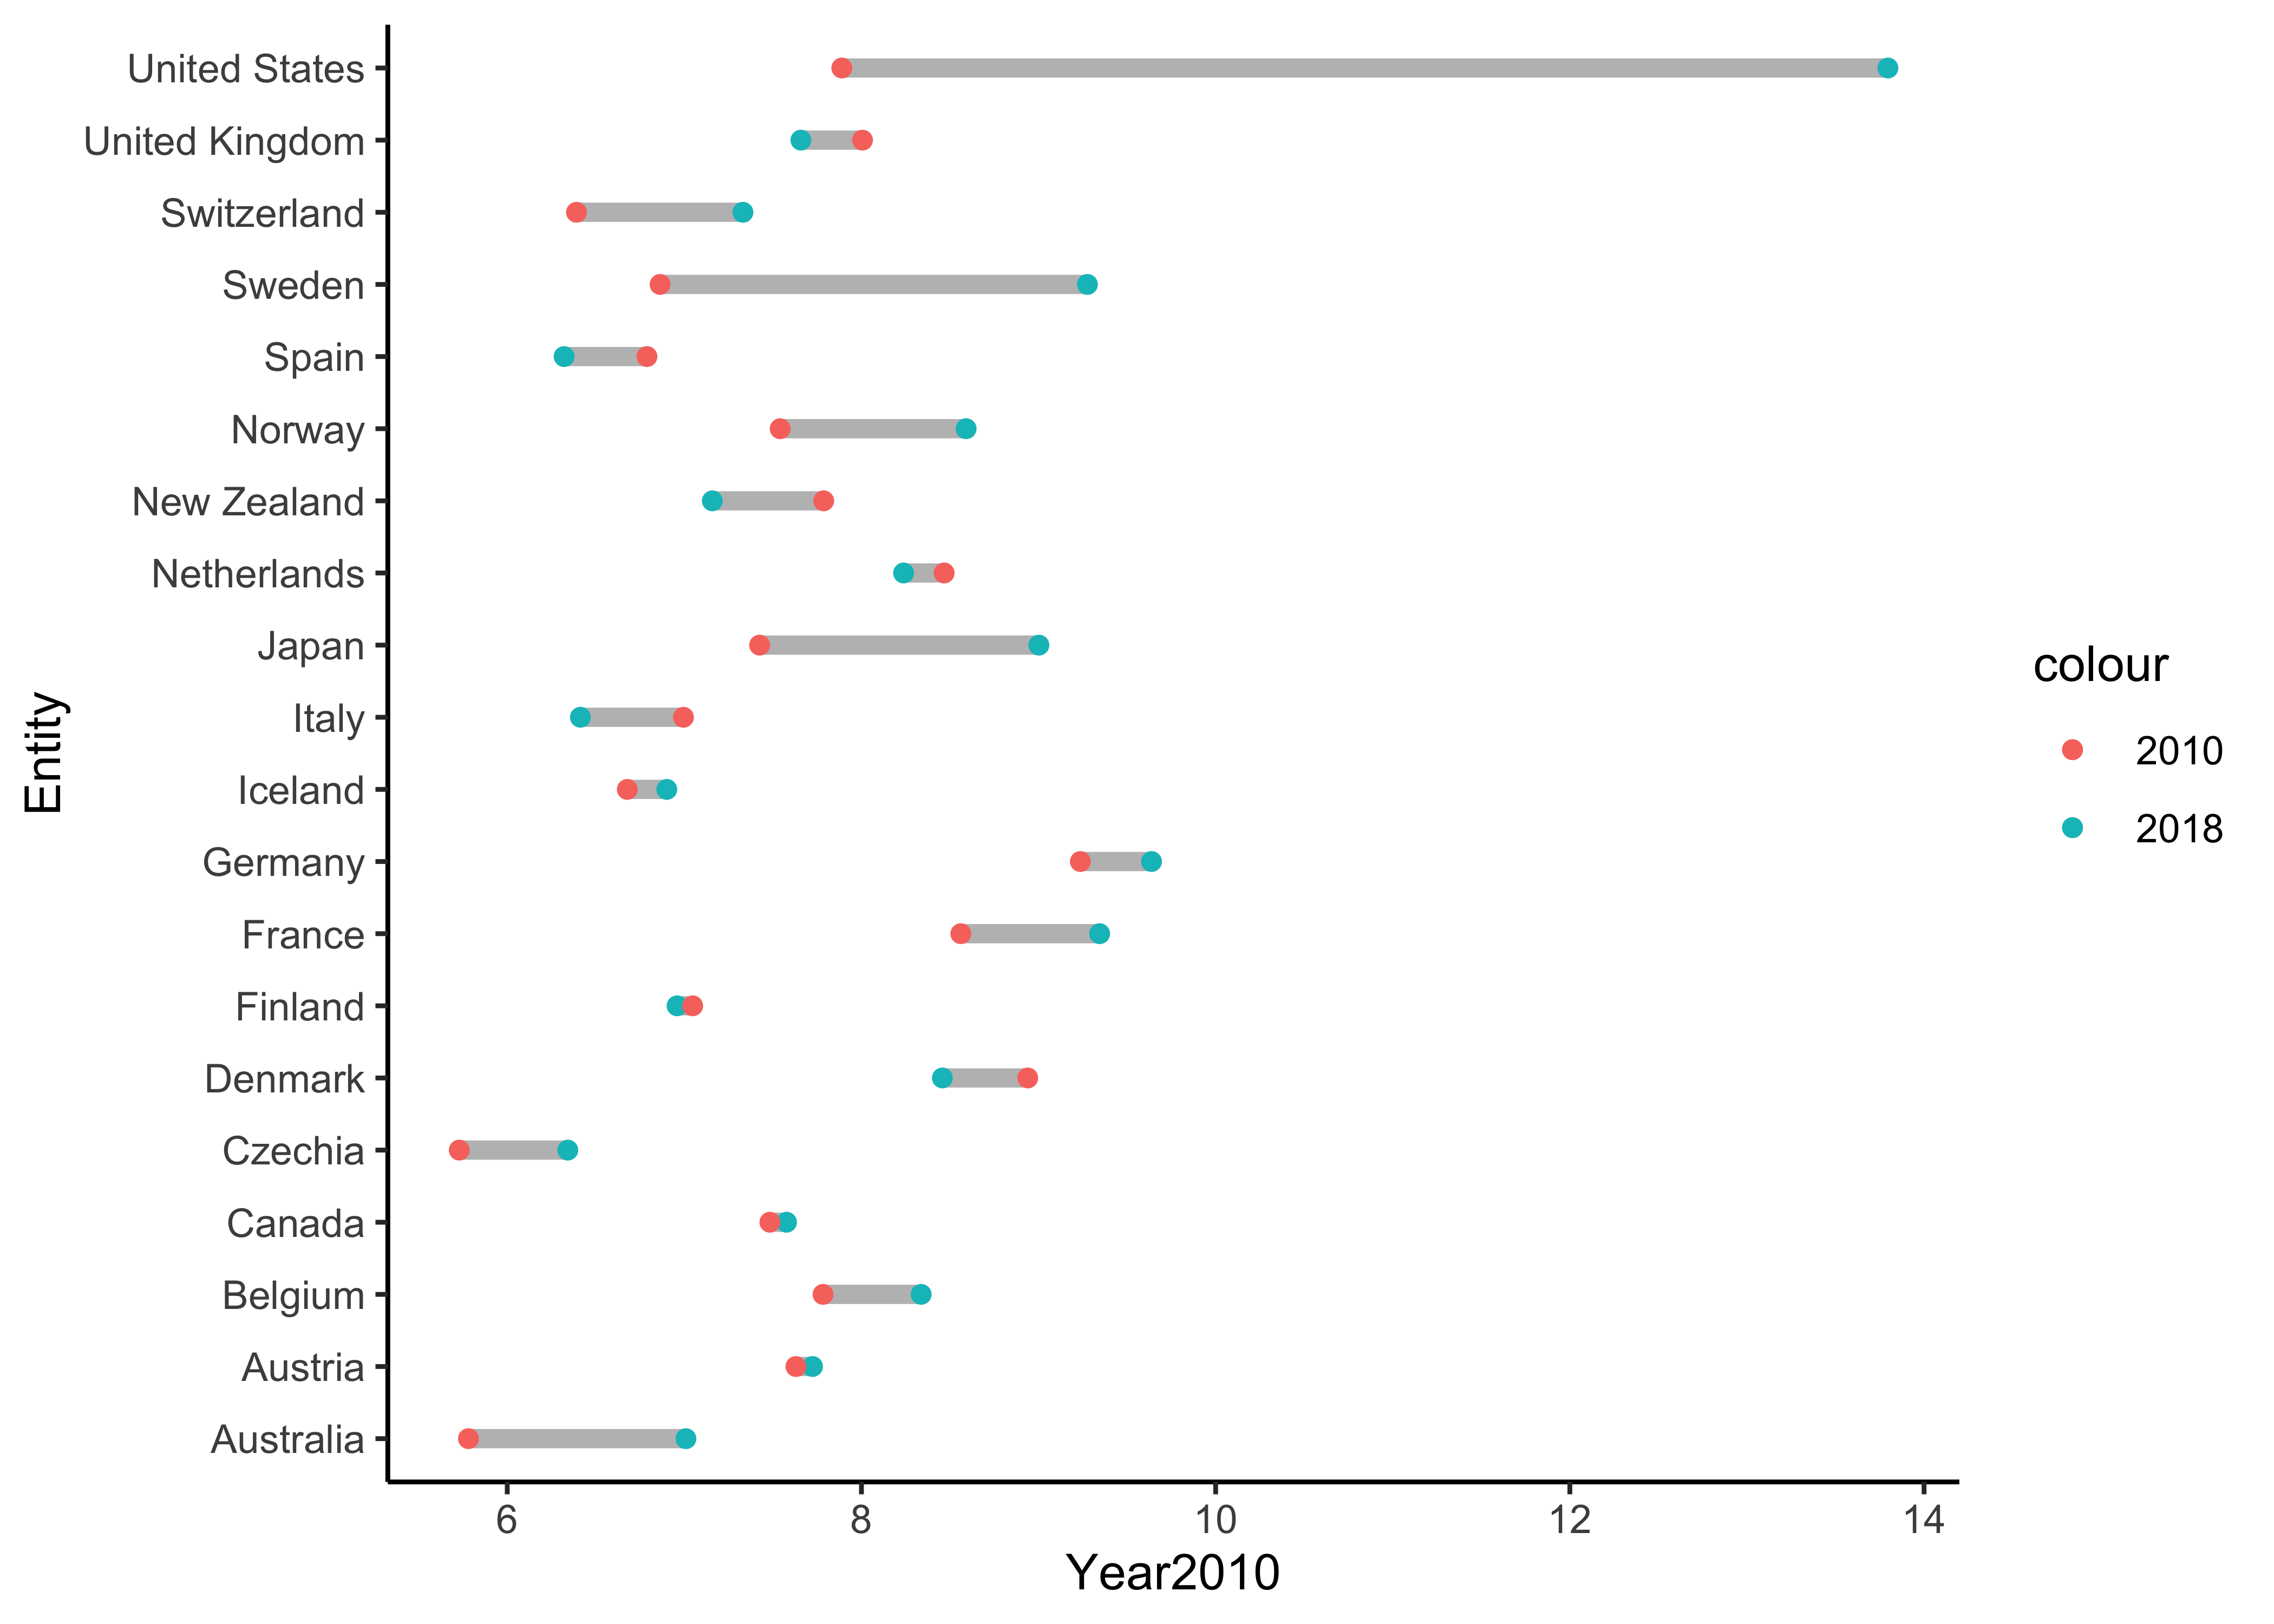 United States
United Kingdom
Switzerland
Sweden
Spain
Norway
New Zealand
Netherlands
Japan
Italy
Iceland
Germany
France
Finland
Denmark
Czechia
Canada
Belgium
Austria
Australia
Entity
6 8 10 12 14
Year2010
colour
2010
2018